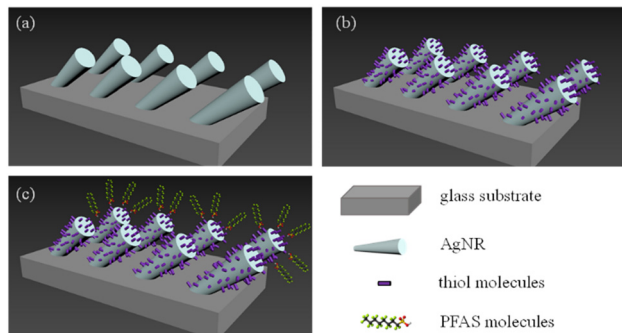 (a)
(b)
(c)
glass substrate
AgNR
thiol molecules
PFAS molecules